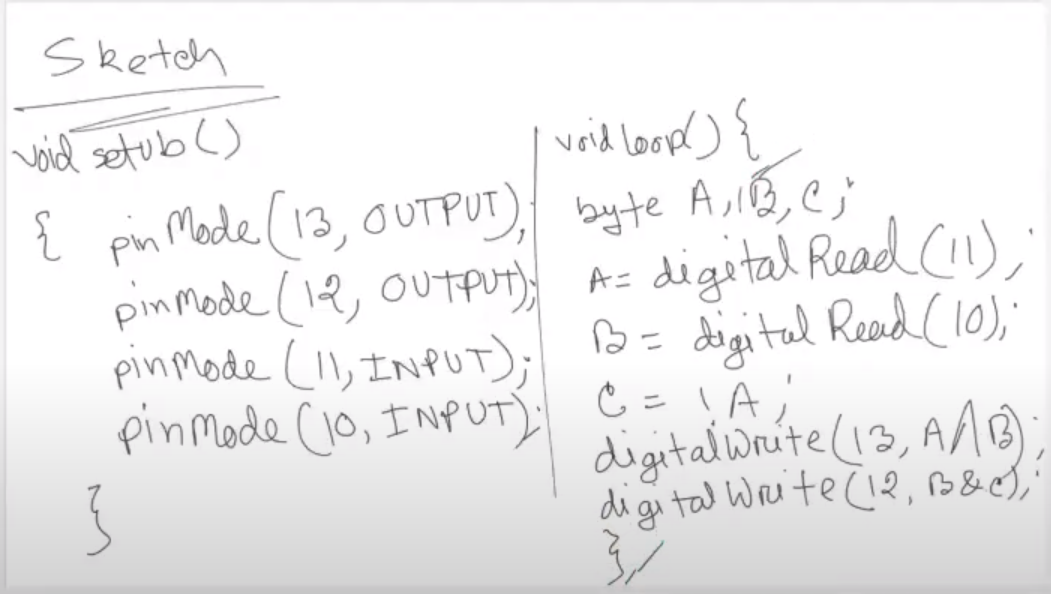 Sketch
void setub()
{ pinMode(13, OUTPUT);
pinMode(12, OUTPUT);
pinMode(11, INPUT);
pinMode(10, INPUT);
}
void loop() {
byte A, B, C;
A = digitalRead(11);
B = digitalRead(10);
C = !A;
digitalWrite(13, A^B);
digitalWrite(12, B&C);
}